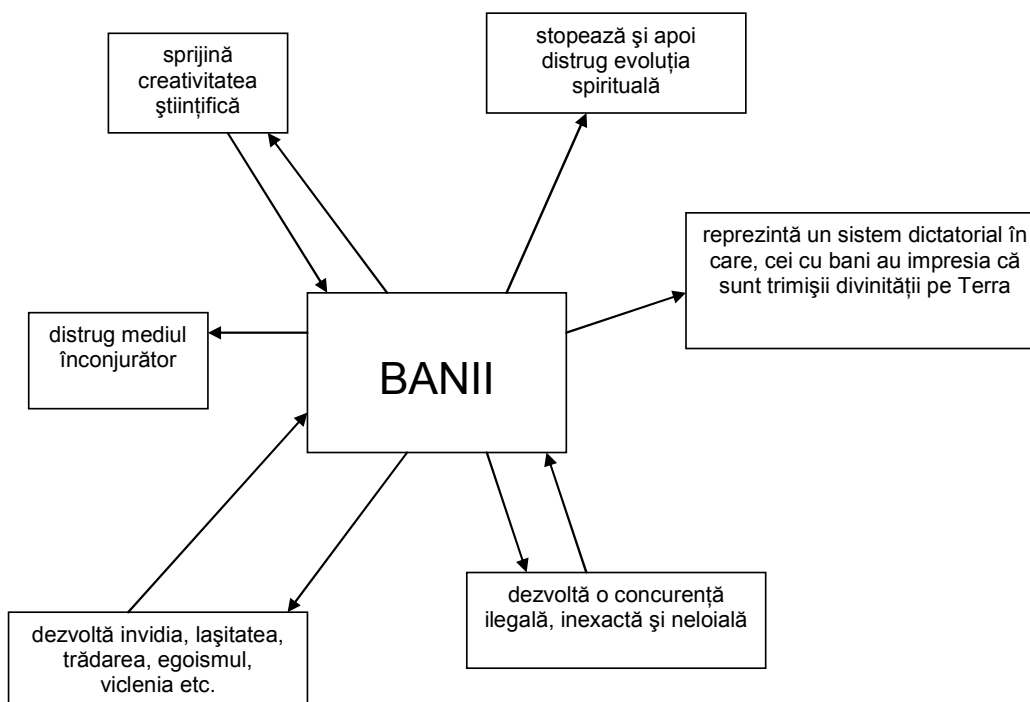 sprijină
creativitatea
ştiinţifică
stopează şi apoi
distrug evoluţia
spirituală
reprezintă un sistem dictatorial în
care, cei cu bani au impresia că
sunt trimişii divinităţii pe Terra
distrug mediul
înconjurător
BANII
dezvoltă invidia, laşitatea,
trădarea, egoismul,
viclenia etc.
dezvoltă o concurenţă
ilegală, inexactă şi neloială